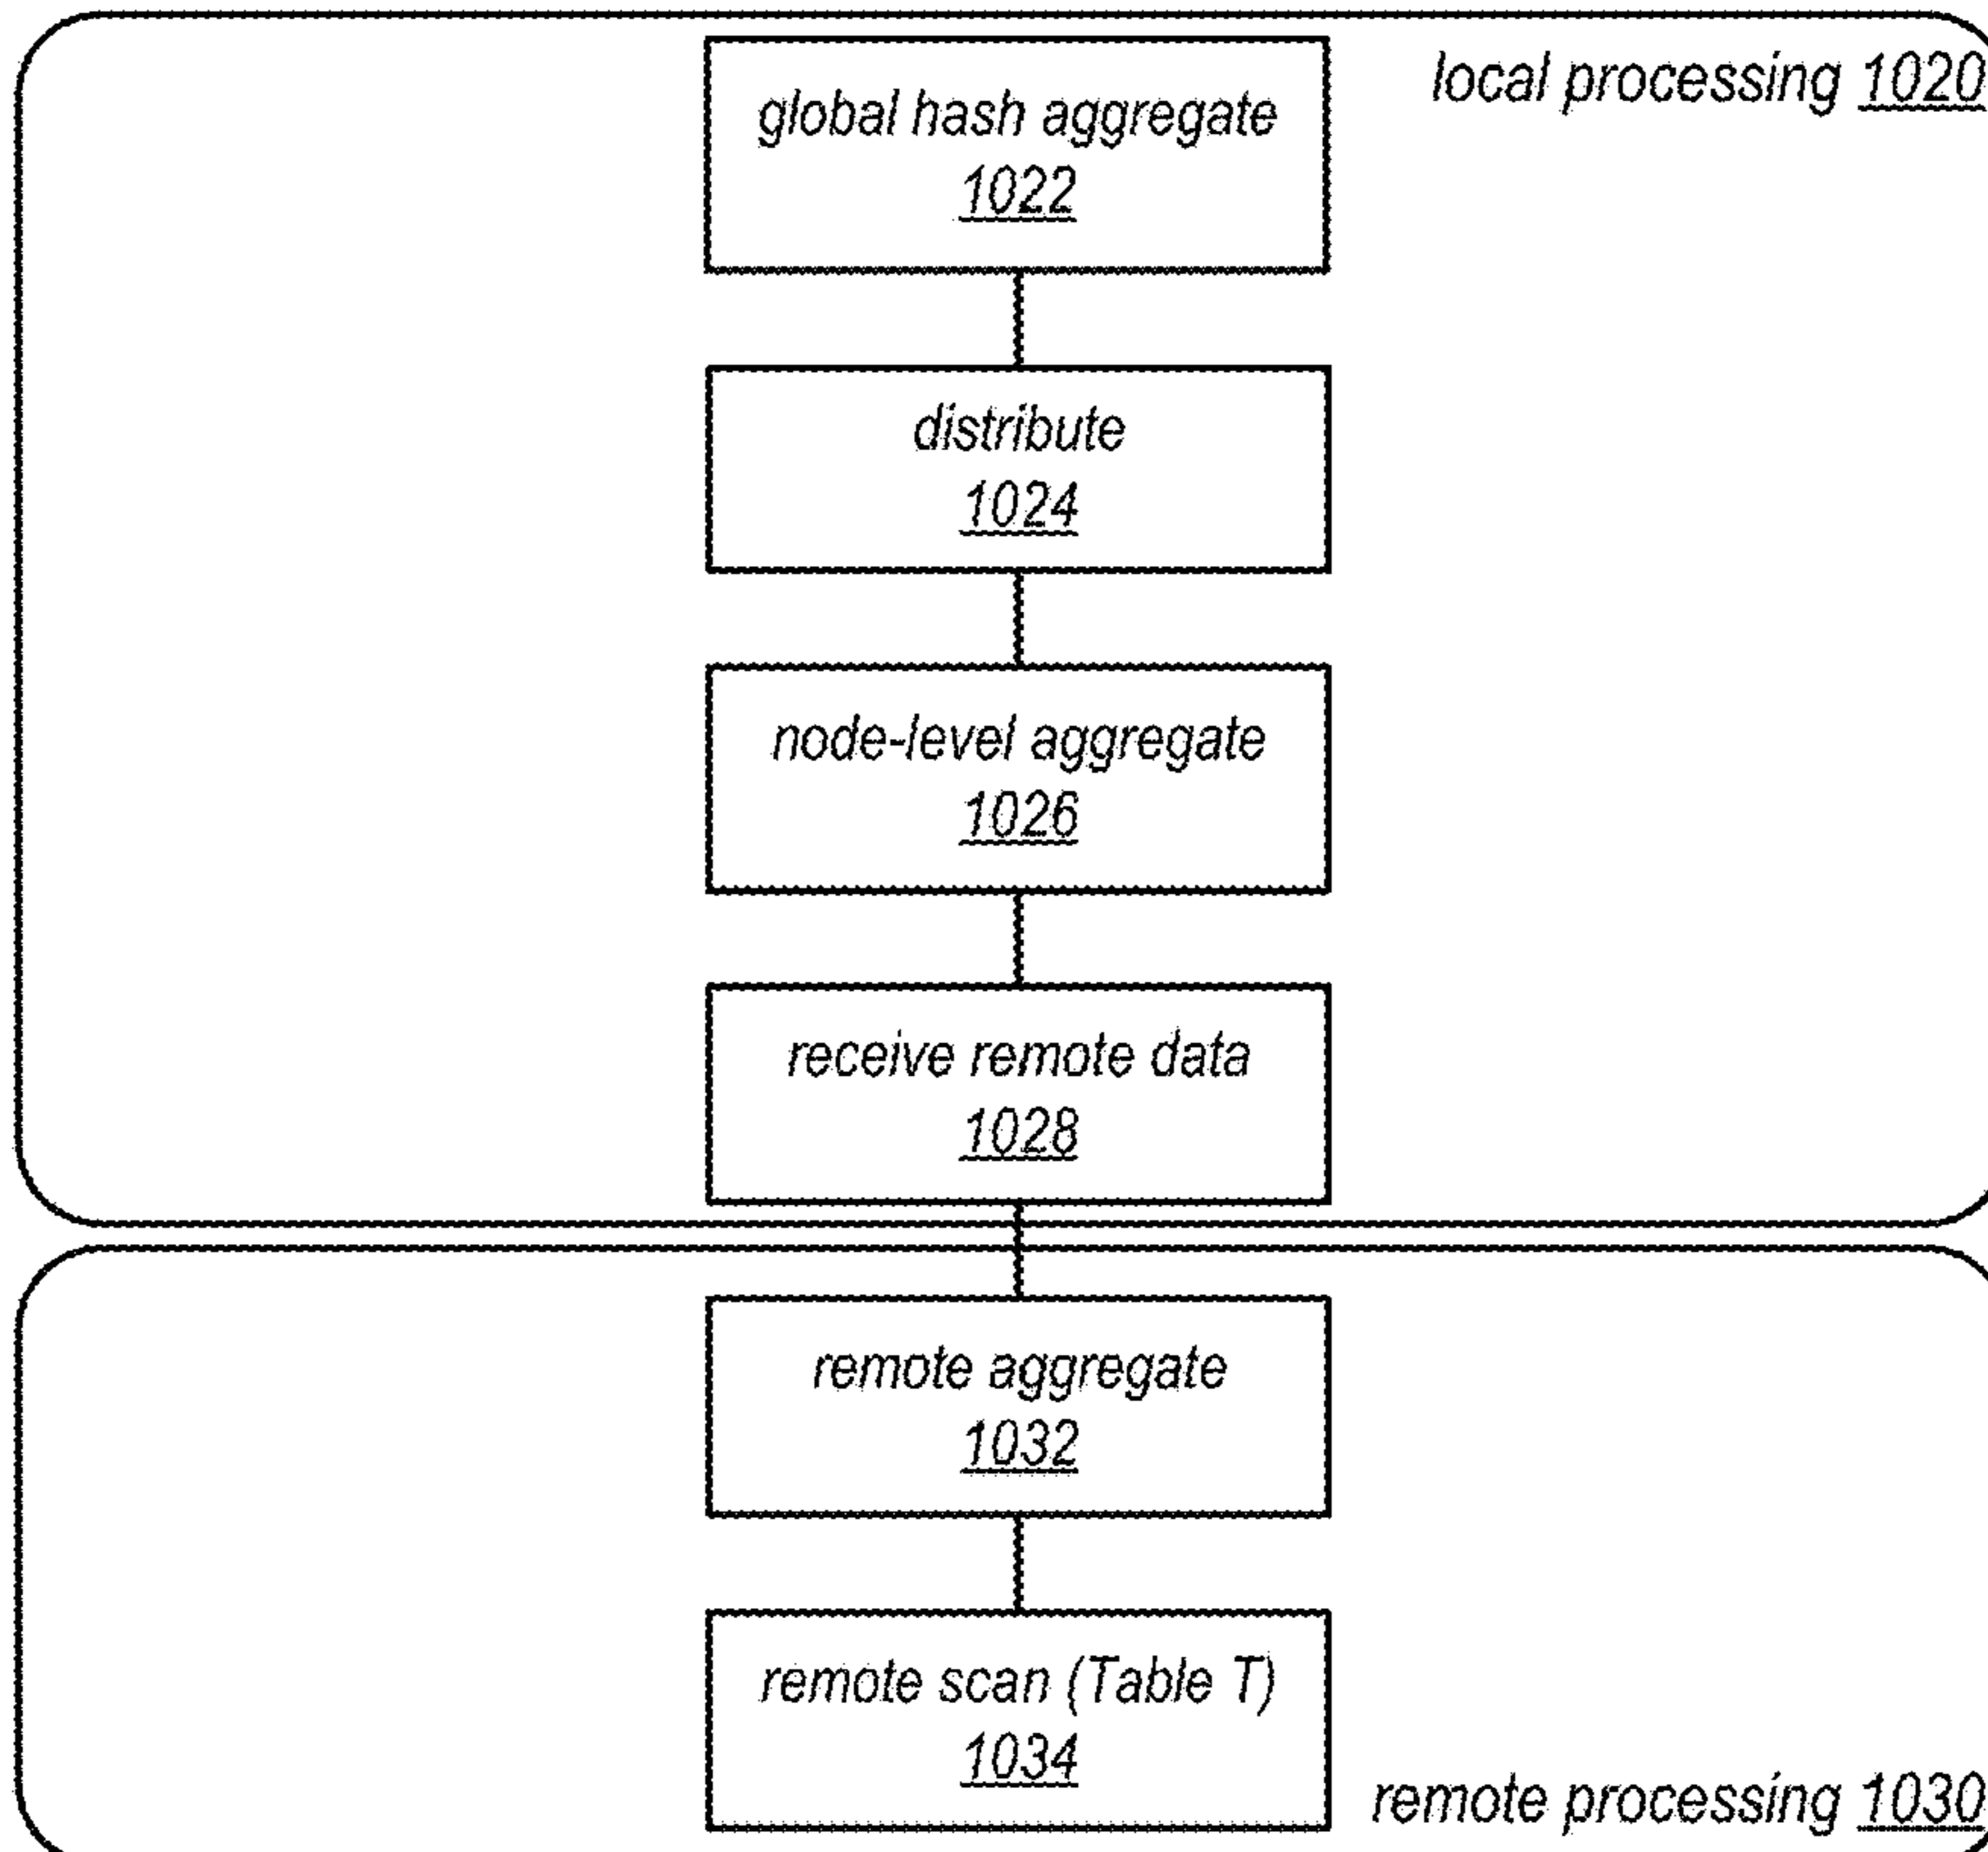 local processing 1020
global hash aggregate
1022
distribute
1024
node-level aggregate
1026
receive remote data
1028
remote aggregate
1032
remote scan (Table T)
1034
remote processing 1030